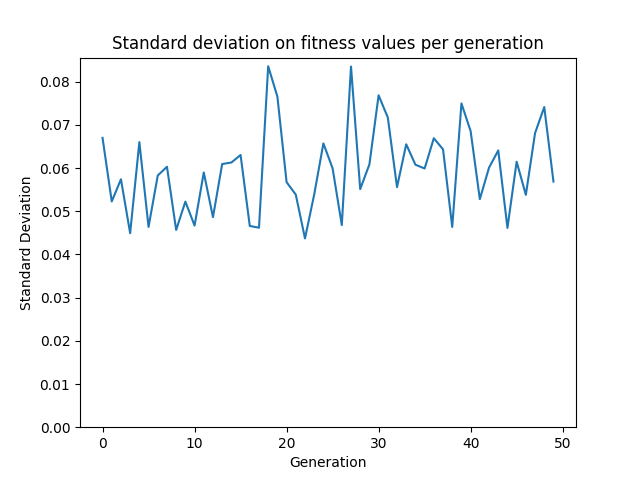 Standard deviation on fitness values per generation
Standard Deviation
0.08
0.07
0.06
0.05
0.04
0.03
0.02
0.01
0.00
0 10 20 30 40 50
Generation